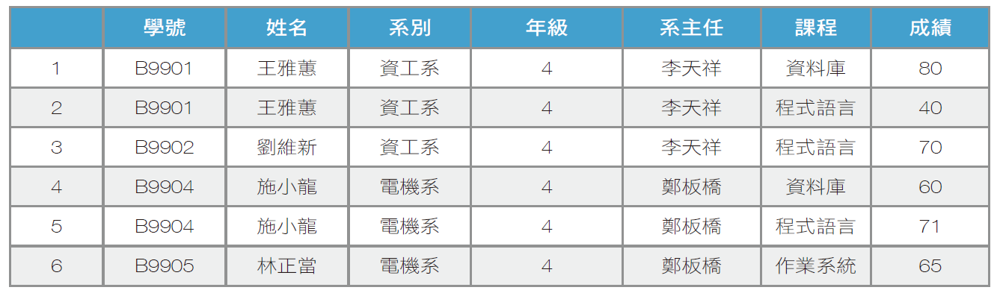 學號 姓名 系別 年級 系主任 課程 成績
1 B9901 王雅蕙 資工系 4 李天祥 資料庫 80
2 B9901 王雅蕙 資工系 4 李天祥 程式語言 40
3 B9902 劉維新 資工系 4 李天祥 程式語言 70
4 B9904 施小龍 電機系 4 鄭板橋 資料庫 60
5 B9904 施小龍 電機系 4 鄭板橋 程式語言 71
6 B9905 林正當 電機系 4 鄭板橋 作業系統 65